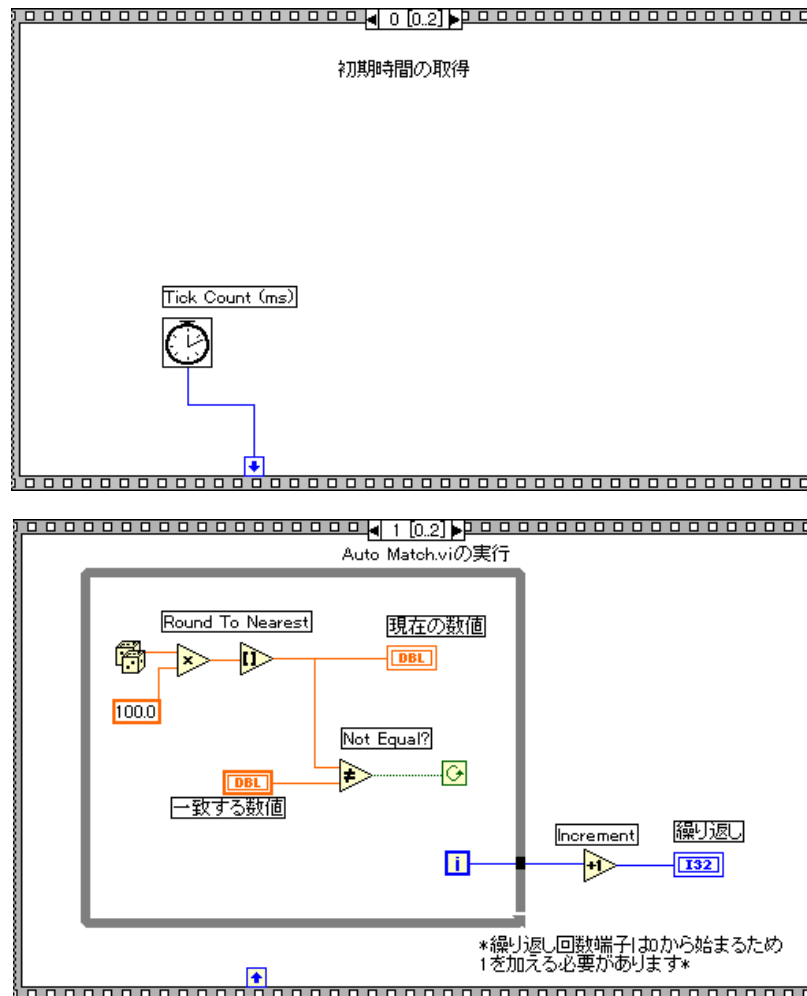 0 [0..2]
初期時間の取得
Tick Count (ms)
1 [0..2]
Auto Match.viの実行
Round To Nearest
現在の数値
DBL
100.0
Not Equal?
DBL
一致する数値
Increment
繰り返し
i
+1
I32
*繰り返し回数端子は0から始まるため
1を加える必要があります*